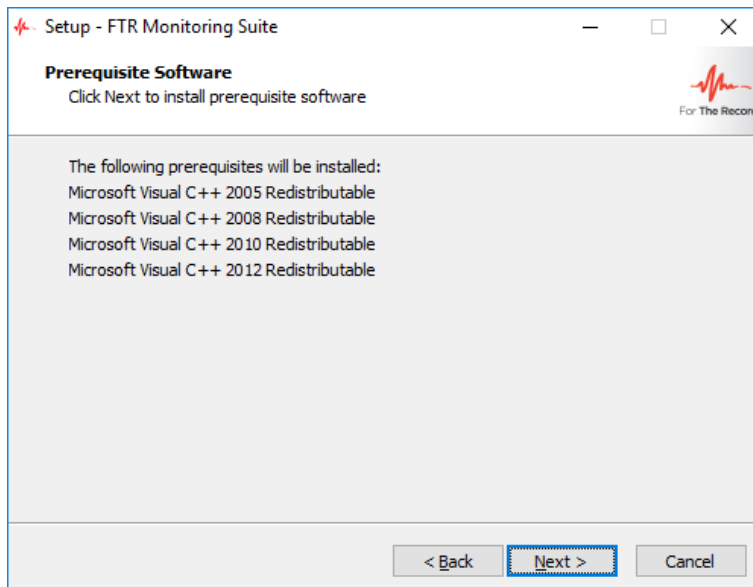 Setup - FTR Monitoring Suite
Prerequisite Software
Click Next to install prerequisite software
For The Record
The following prerequisites will be installed:
Microsoft Visual C++ 2005 Redistributable
Microsoft Visual C++ 2008 Redistributable
Microsoft Visual C++ 2010 Redistributable
Microsoft Visual C++ 2012 Redistributable
< Back
Next >
Cancel